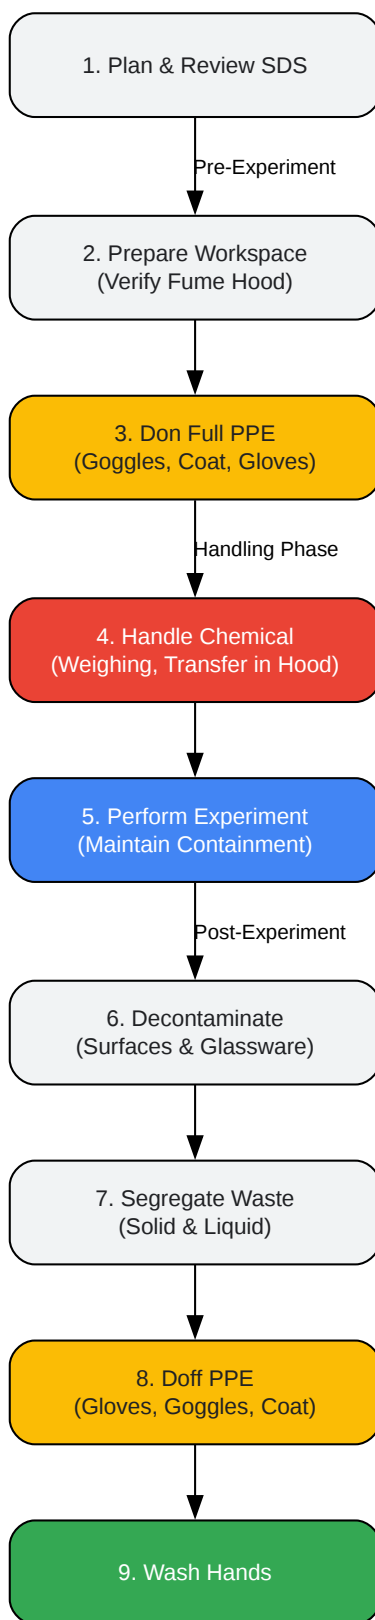 1. Plan & Review SDS
Pre-Experiment
2. Prepare Workspace
(Verify Fume Hood)
3. Don Full PPE
(Goggles, Coat, Gloves)
Handling Phase
4. Handle Chemical
(Weighing, Transfer in Hood)
5. Perform Experiment
(Maintain Containment)
Post-Experiment
6. Decontaminate
(Surfaces & Glassware)
7. Segregate Waste
(Solid & Liquid)
8. Doff PPE
(Gloves, Goggles, Coat)
9. Wash Hands